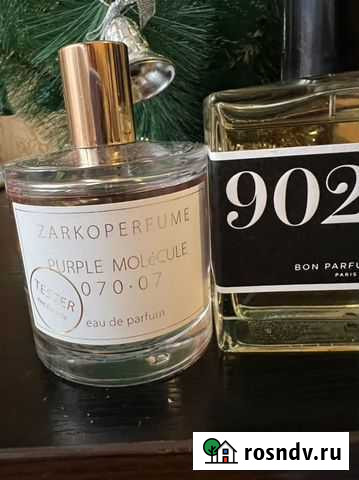 ZARKOPERFUME
PURPLE MOLéCULE
070·07
TESTER
eau de parfum
902
BON PARFU
PARIS
rosndv.ru